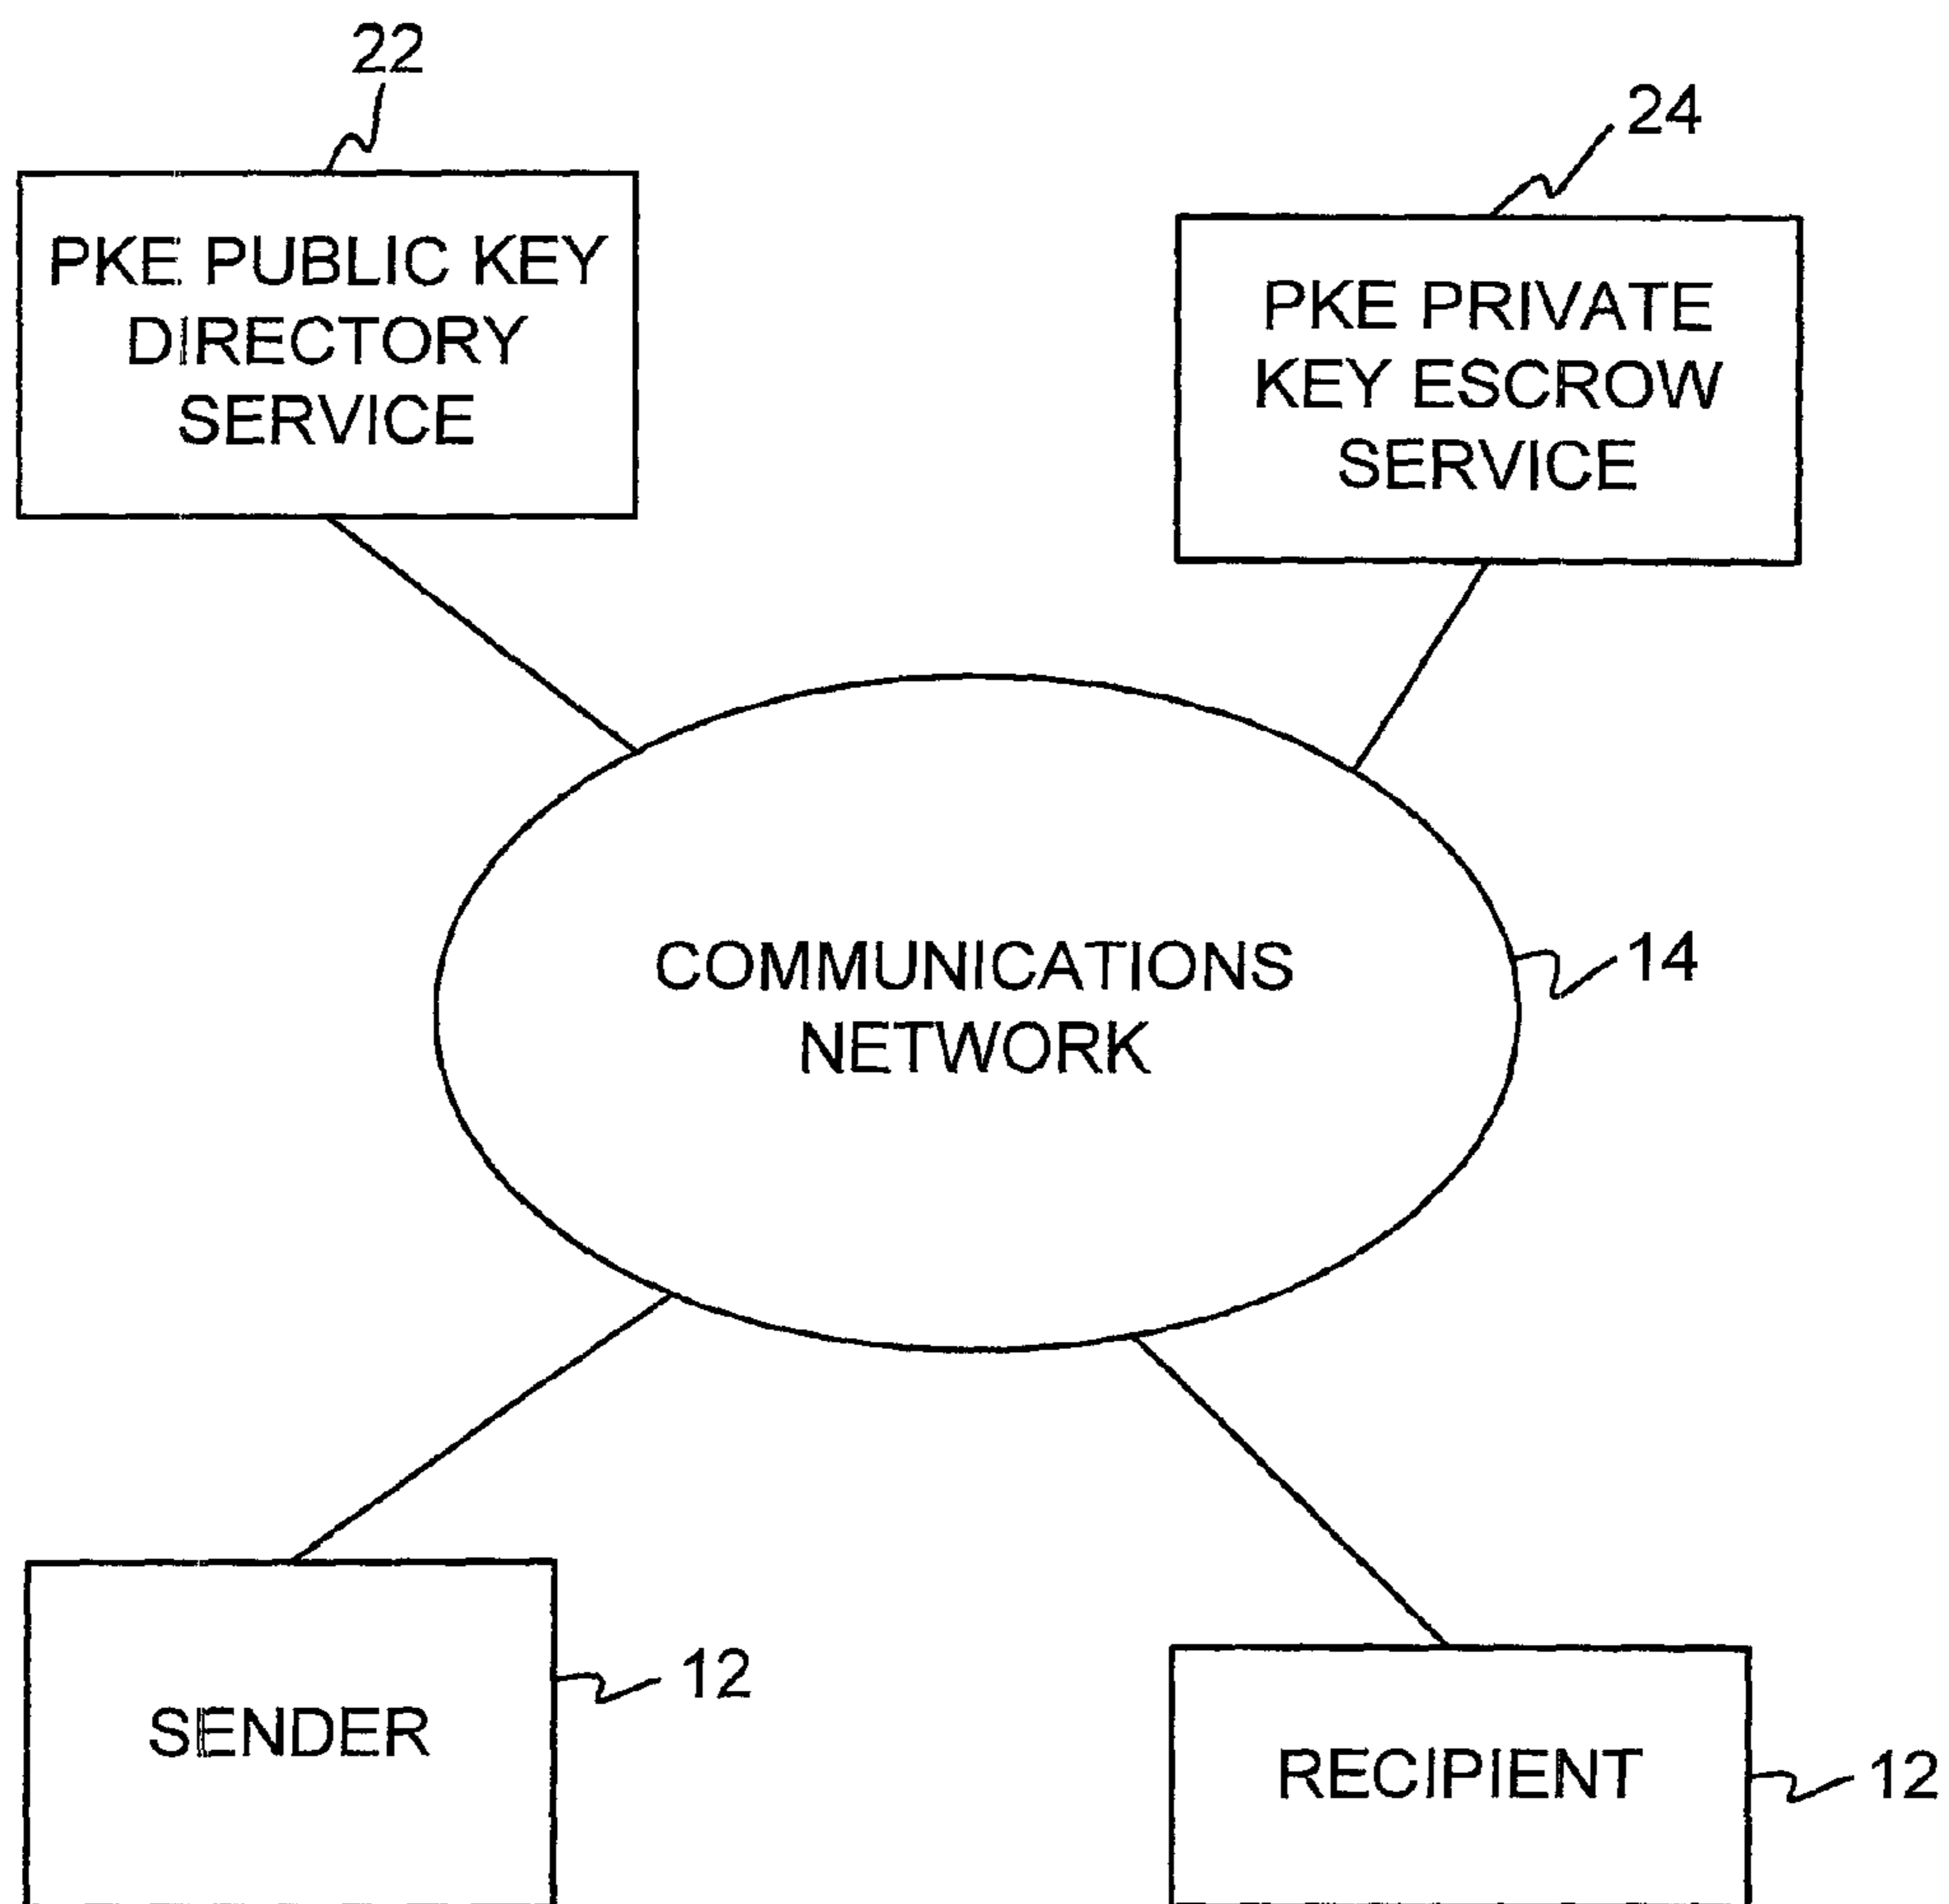 22
24
PKE PUBLIC KEY
DIRECTORY
SERVICE
PKE PRIVATE
KEY ESCROW
SERVICE
COMMUNICATIONS
NETWORK
14
SENDER
12
RECIPIENT
12